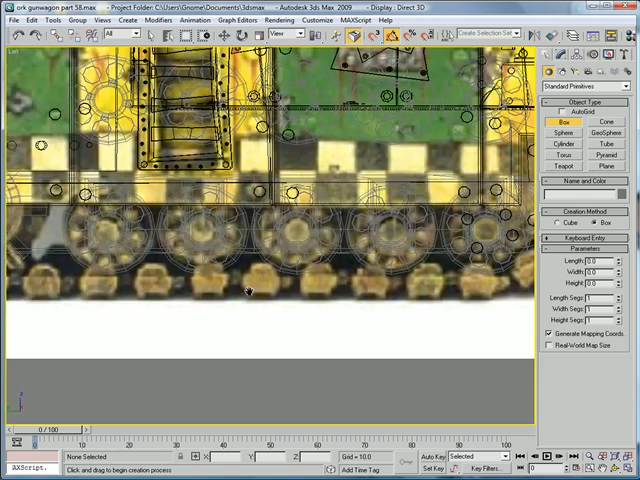 ork gunwagon part 58.max - Project Folder: C:\Users\Gnome\Documents\3dsmax - Autodesk 3ds Max 2009 - Display : Direct 3D
File Edit Tools Group Views Create Modifiers Animation Graph Editors Rendering Customize MAXScript Help
All View Create Selection Set
Standard Primitives
Object Type
AutoGrid
Box Cone
Sphere GeoSphere
Cylinder Tube
Torus Pyramid
Teapot Plane
Name and Color
Creation Method
Cube Box
Keyboard Entry
Parameters
Length: 0.0
Width: 0.0
Height: 0.0
Length Segs: 1
Width Segs: 1
Height Segs: 1
Generate Mapping Coords.
Real-World Map Size
0 / 100
0 10 20 30 40 50 60 70 80 90 100
None Selected X: Y: Z: Grid = 10.0 Auto Key Selected
AXScript. Click and drag to begin creation process Add Time Tag Set Key Key Filters... 0